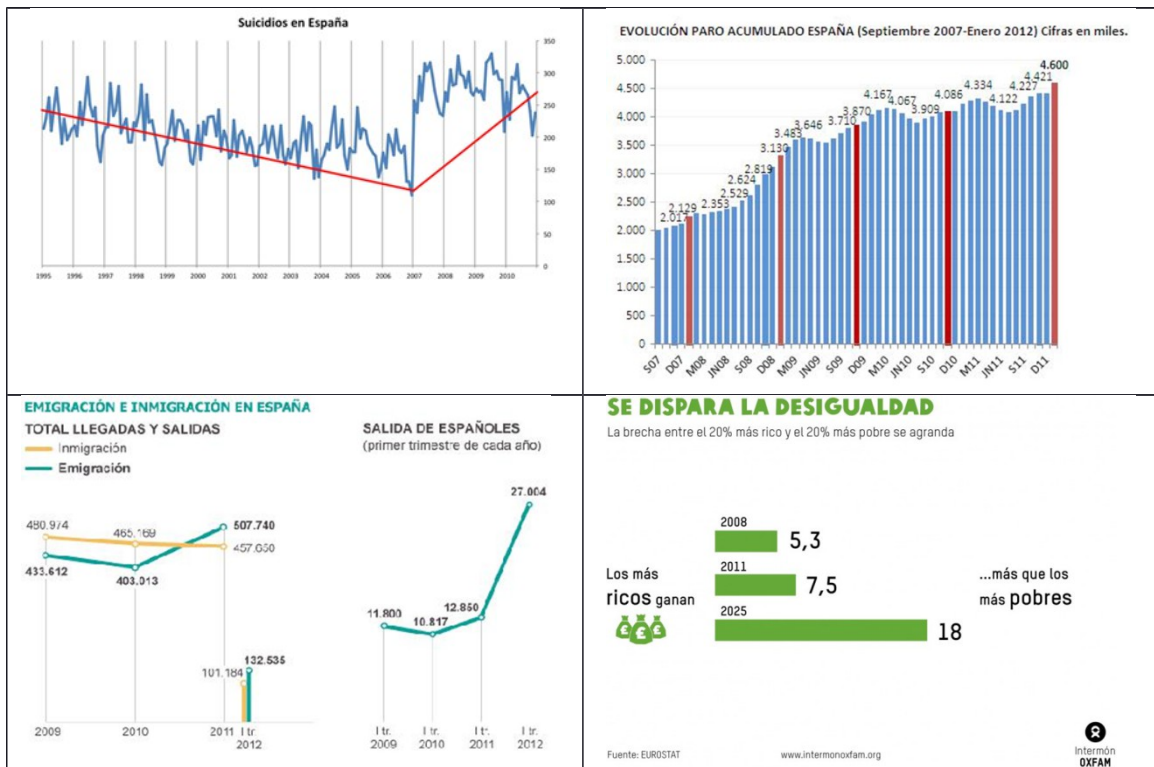 Suicidios en España
350
300
250
200
150
100
50
0
1995 1996 1997 1998 1999 2000 2001 2002 2003 2004 2005 2006 2007 2008 2009 2010
EVOLUCIÓN PARO ACUMULADO ESPAÑA (Septiembre 2007-Enero 2012) Cifras en miles.
5.000
4.500
4.000
3.500
3.000
2.500
2.000
1.500
1.000
500
0
2.017 2.129 2.353 2.529 2.624 2.819 3.130 3.483 3.646 3.710 3.870 4.167 4.067 3.909 4.086 4.334 4.122 4.227 4.421 4.600
S07 D07 M08 JN08 S08 D08 M09 JN09 S09 D09 M10 JN10 S10 D10 M11 JN11 S11 D11
EMIGRACIÓN E INMIGRACIÓN EN ESPAÑA
TOTAL LLEGADAS Y SALIDAS
Inmigración
Emigración
480.974
465.169
507.740
457.650
433.612
403.013
101.184
132.535
2009 2010 2011 I tr.
2012
SALIDA DE ESPAÑOLES
(primer trimestre de cada año)
27.004
11.800
10.817
12.850
I tr. I tr. I tr. I tr.
2009 2010 2011 2012
SE DISPARA LA DESIGUALDAD
La brecha entre el 20% más rico y el 20% más pobre se agranda
Los más
ricos ganan
£ £ £
2008
5,3
2011
7,5
2025
18
...más que los
más pobres
Fuente: EUROSTAT
www.intermonoxfam.org
Intermón
OXFAM